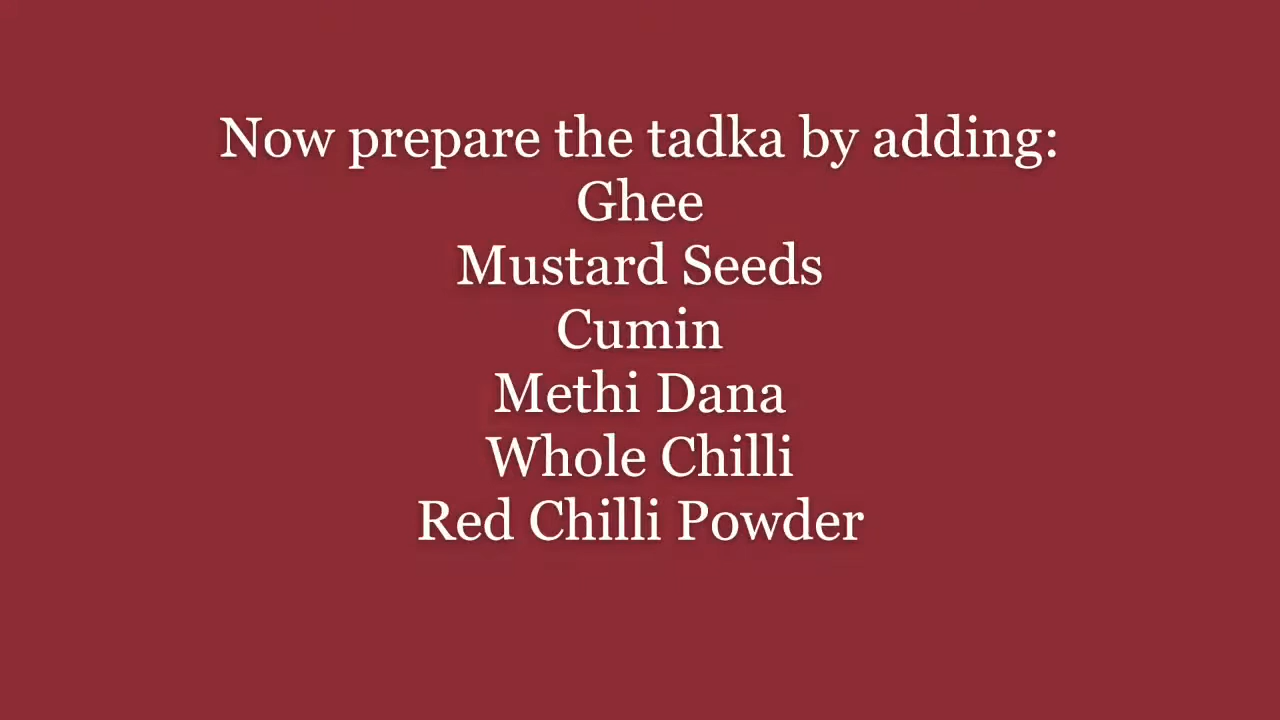 Now prepare the tadka by adding:
Ghee
Mustard Seeds
Cumin
Methi Dana
Whole Chilli
Red Chilli Powder